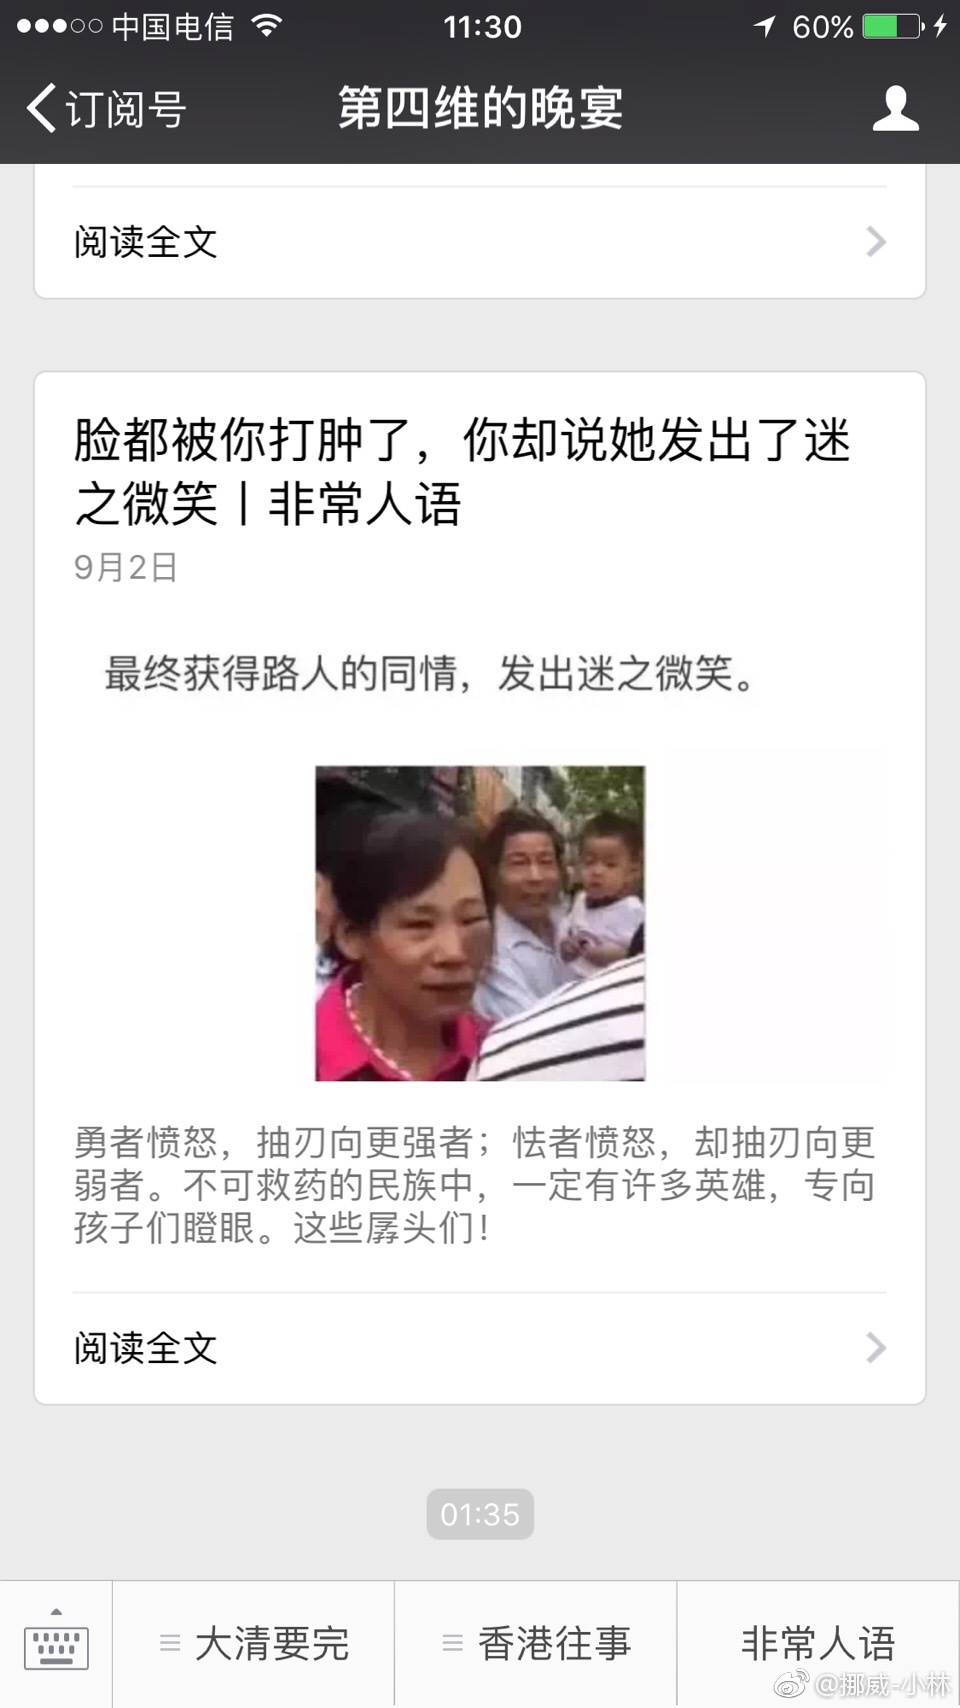 中国电信
11:30
60%
订阅号
第四维的晚宴
阅读全文
脸都被你打肿了，你却说她发出了迷
之微笑丨非常人语
9月2日
最终获得路人的同情，发出迷之微笑。
勇者愤怒，抽刃向更强者；怯者愤怒，却抽刃向更
弱者。不可救药的民族中，一定有许多英雄，专向
孩子们瞪眼。这些孱头们！
阅读全文
01:35
大清要完
香港往事
非常人语
@挪威-小林